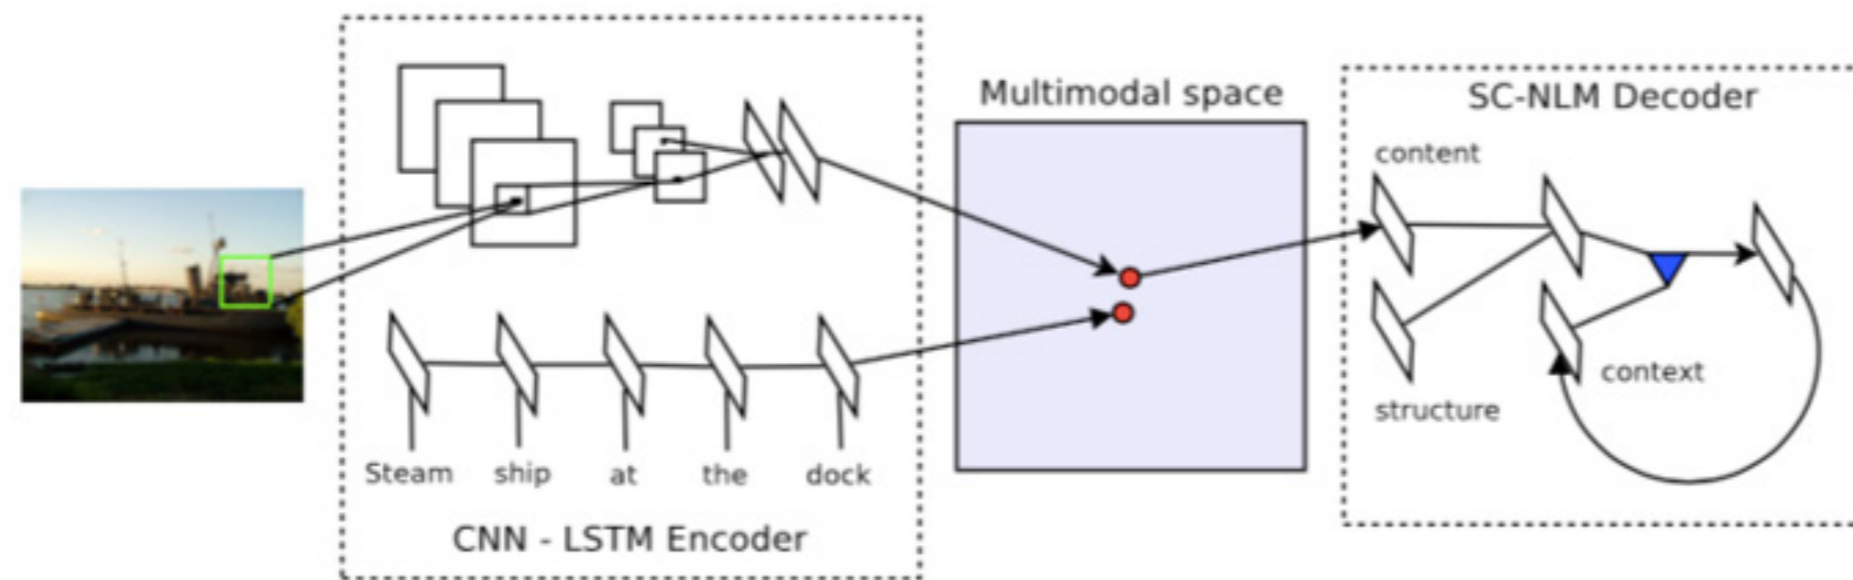 Steam ship at the dock
CNN - LSTM Encoder
Multimodal space
SC-NLM Decoder
content
context
structure